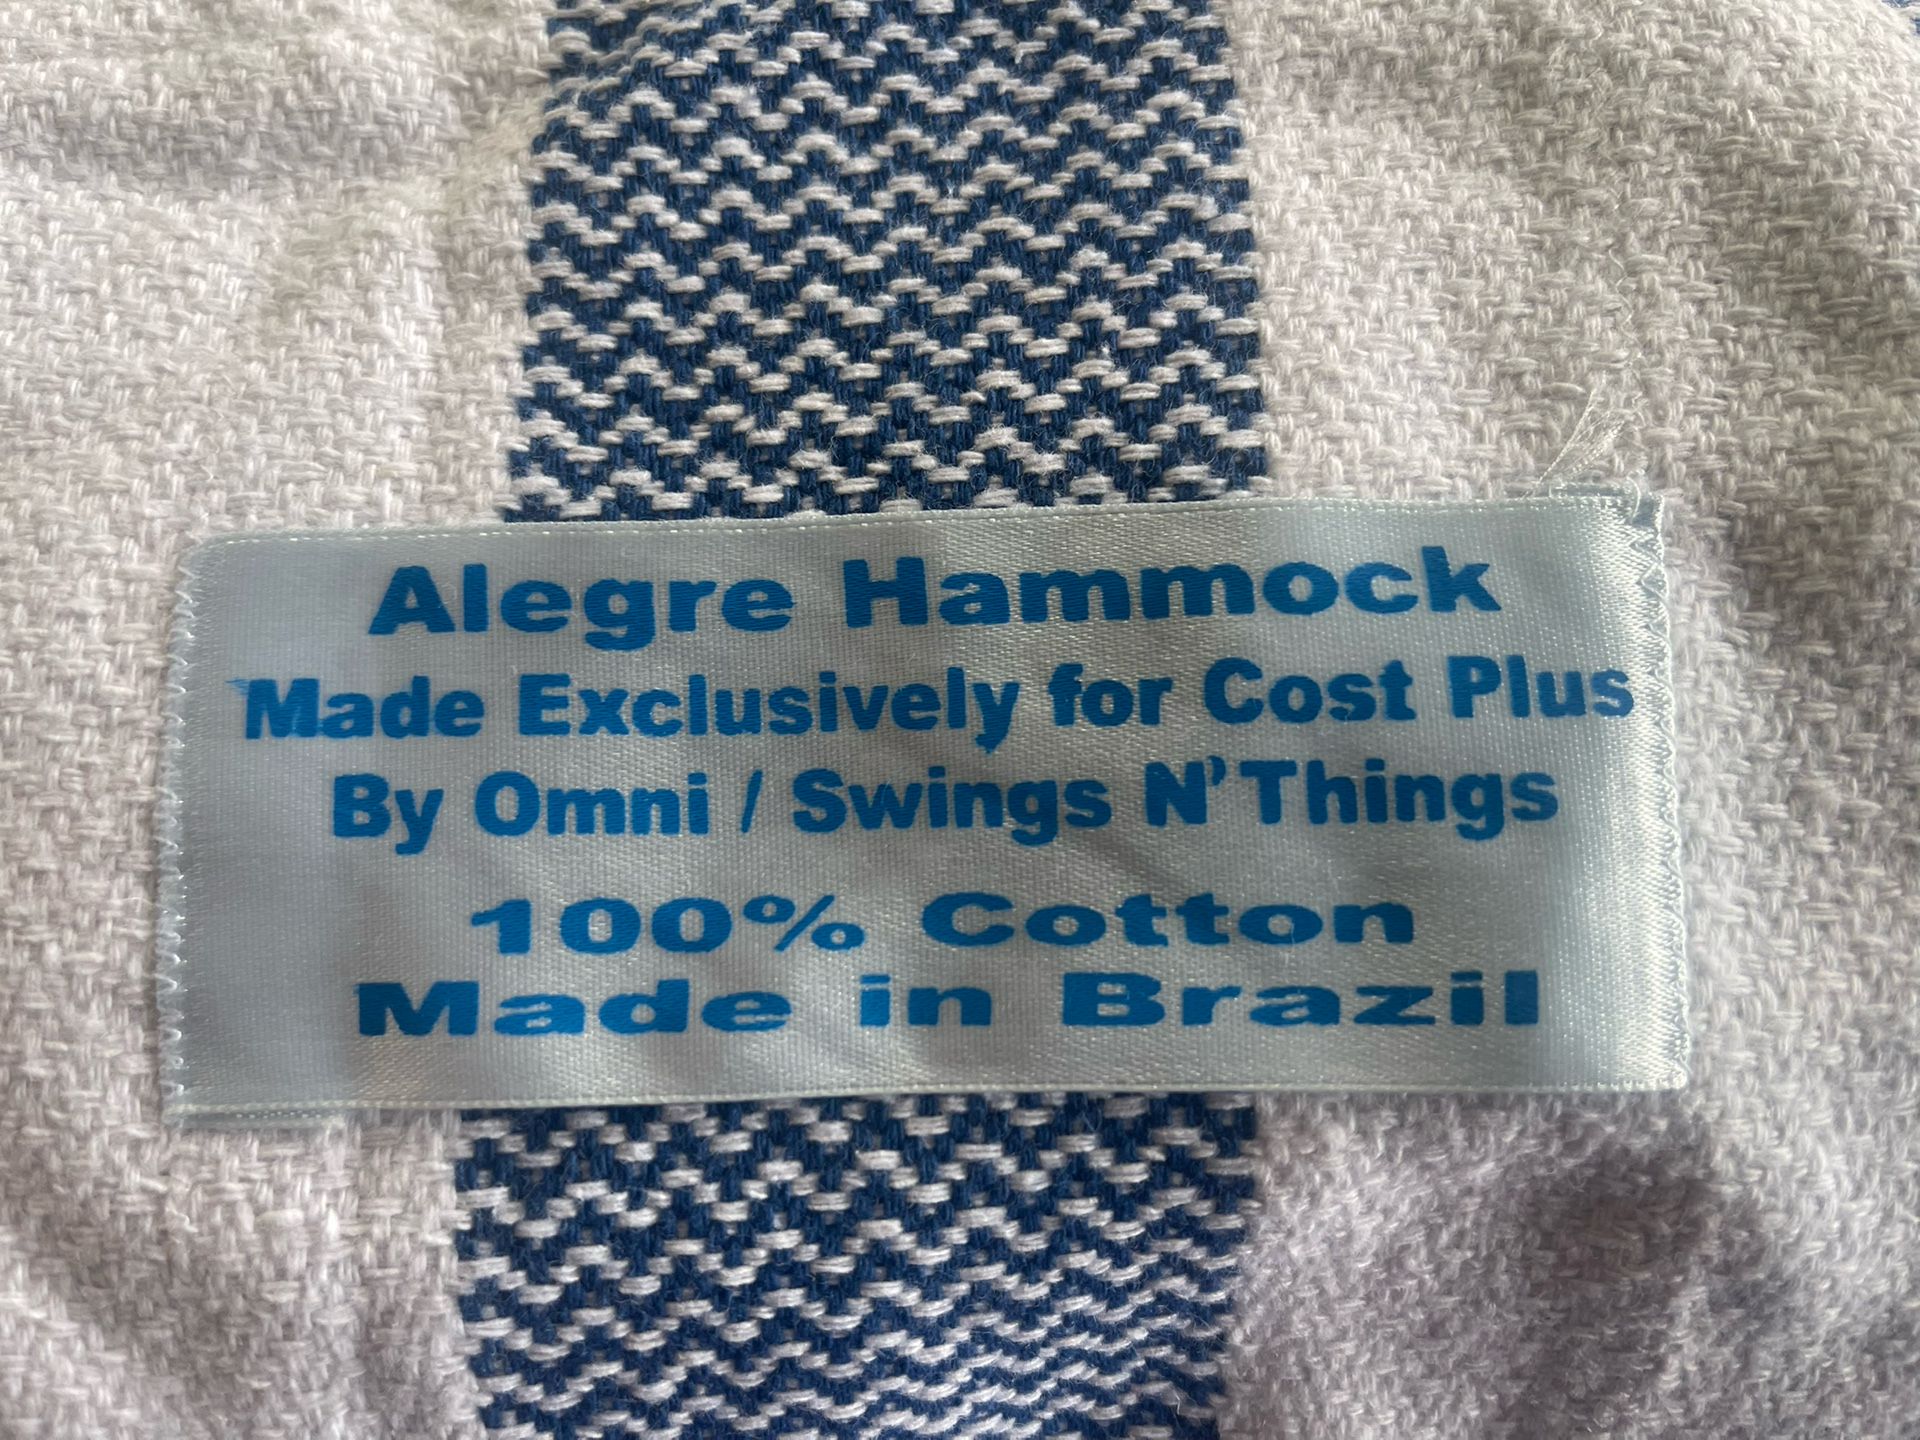 Alegre Hammock
Made Exclusively for Cost Plus
By Omni / Swings N' Things
100% Cotton
Made in Brazil